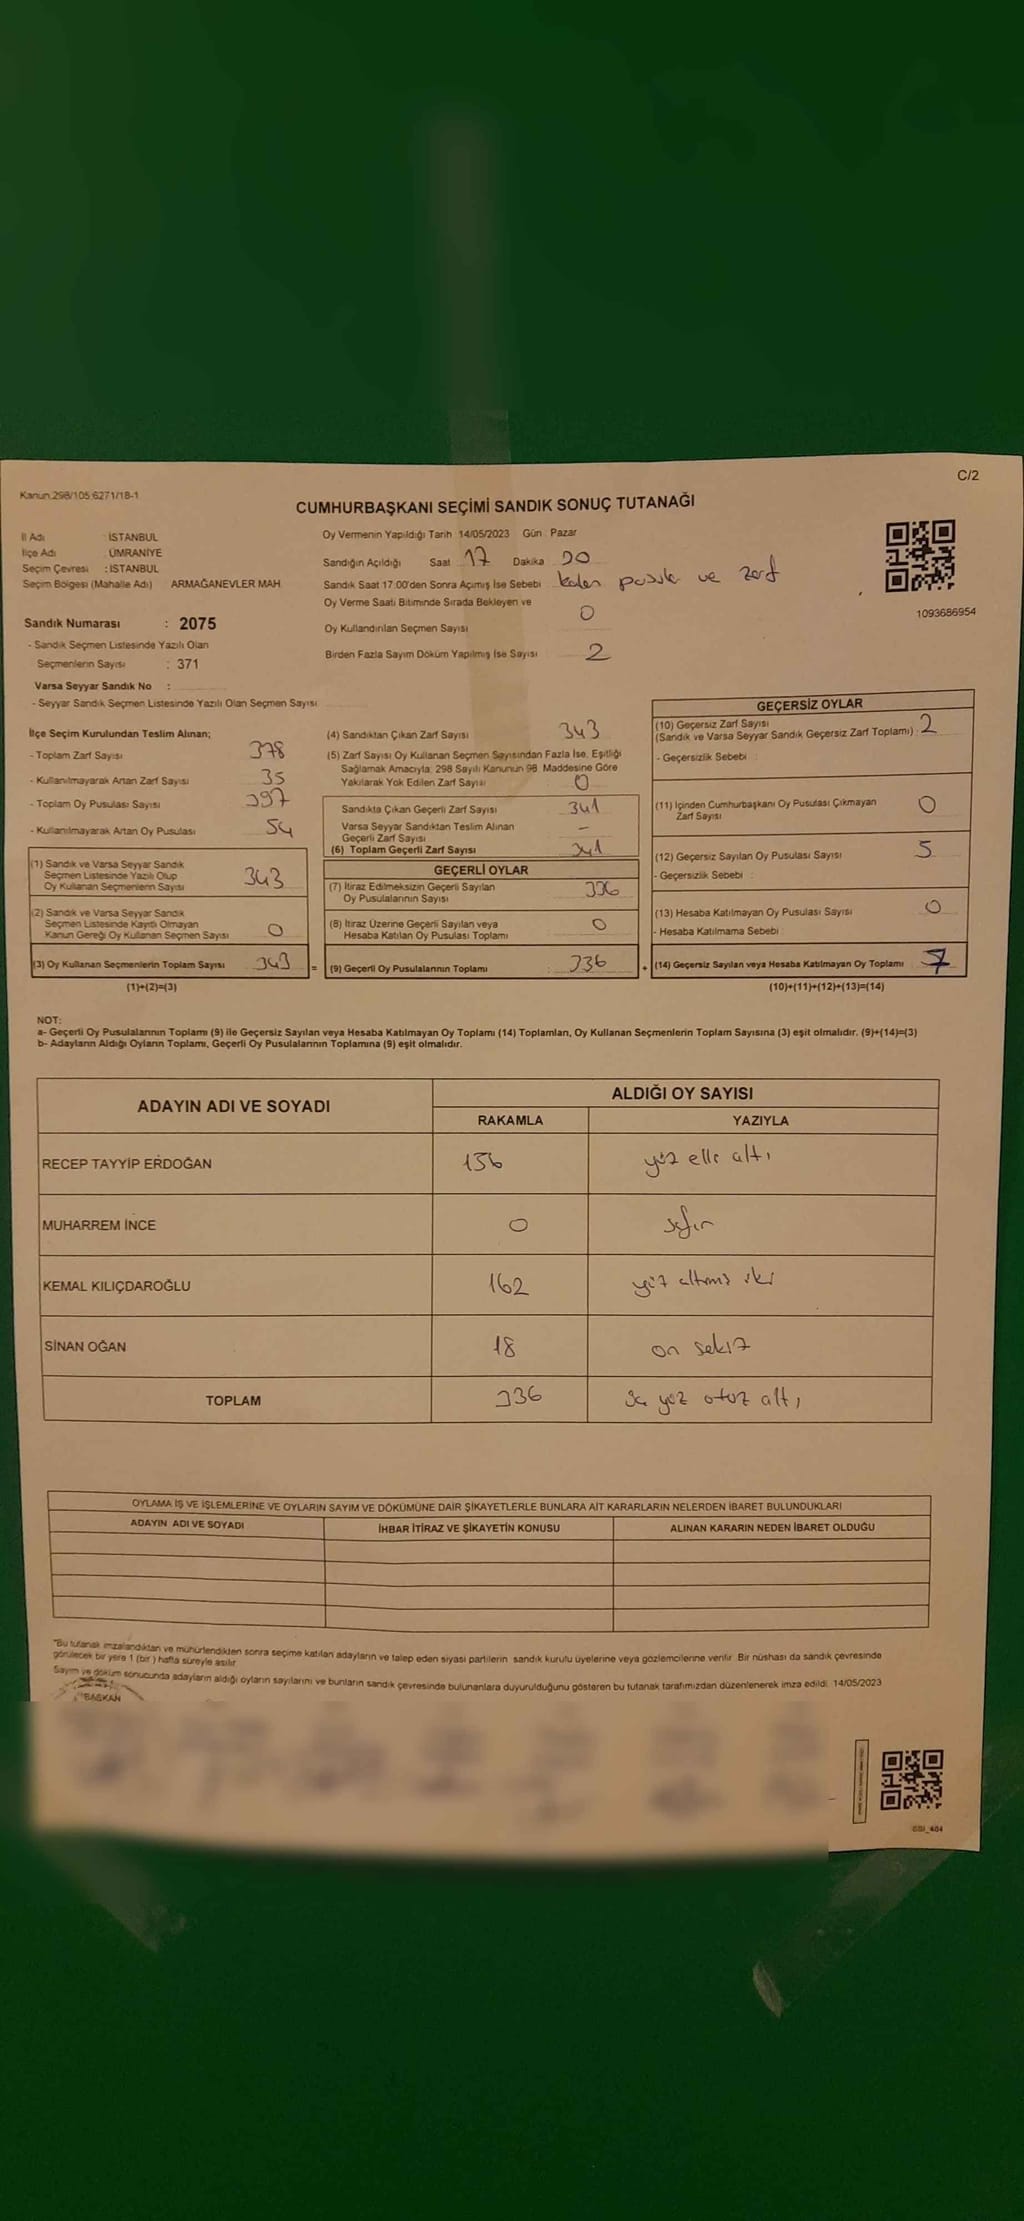 C/2
Kanun.298/105:6271/18-1
CUMHURBAŞKANI SEÇİMİ SANDIK SONUÇ TUTANAĞI
İl Adı : İSTANBUL
İlçe Adı : ÜMRANİYE
Seçim Çevresi : İSTANBUL
Seçim Bölgesi (Mahalle Adı) : ARMAĞANEVLER MAH
Sandık Numarası : 2075
- Sandık Seçmen Listesinde Yazılı Olan
Seçmenlerin Sayısı : 371
Varsa Seyyar Sandık No :
- Seyyar Sandık Seçmen Listesinde Yazılı Olan Seçmen Sayısı
Oy Vermenin Yapıldığı Tarih 14/05/2023 Gün : Pazar
Sandığın Açıldığı Saat 17 Dakika 30
Sandık Saat 17:00'den Sonra Açımış İse Sebebi kalan pusula ve zarf
Oy Verme Saati Bitiminde Sırada Bekleyen ve
Oy Kullandırılan Seçmen Sayısı 0
Birden Fazla Sayım Döküm Yapılmış İse Sayısı 2
1093686954
İlçe Seçim Kurulundan Teslim Alınan;
- Toplam Zarf Sayısı 378
- Kullanılmayarak Artan Zarf Sayısı 35
- Toplam Oy Pusulası Sayısı 397
- Kullanılmayarak Artan Oy Pusulası 54
(1) Sandık ve Varsa Seyyar Sandık
Seçmen Listesinde Yazılı Olup
Oy Kullanan Seçmenlerin Sayısı 343
(2) Sandık ve Varsa Seyyar Sandık
Seçmen Listesinde Kayıtlı Olmayan
Kanun Gereği Oy Kullanan Seçmen Sayısı 0
(3) Oy Kullanan Seçmenlerin Toplam Sayısı 343 =
(1)+(2)=(3)
(4) Sandıktan Çıkan Zarf Sayısı 343
(5) Zarf Sayısı Oy Kullanan Seçmen Sayısından Fazla İse, Eşitliği
Sağlamak Amacıyla; 298 Sayılı Kanunun 98. Maddesine Göre
Yakılarak Yok Edilen Zarf Sayısı 0
Sandıkta Çıkan Geçerli Zarf Sayısı 341
Varsa Seyyar Sandıktan Teslim Alınan
Geçerli Zarf Sayısı -
(6) Toplam Geçerli Zarf Sayısı 341
GEÇERLİ OYLAR
(7) İtiraz Edilmeksizin Geçerli Sayılan
Oy Pusulalarının Sayısı 336
(8) İtiraz Üzerine Geçerli Sayılan veya
Hesaba Katılan Oy Pusulası Toplamı 0
(9) Geçerli Oy Pusulalarının Toplamı : 336 +
GEÇERSİZ OYLAR
(10) Geçersiz Zarf Sayısı
(Sandık ve Varsa Seyyar Sandık Geçersiz Zarf Toplamı) : 2
- Geçersizlik Sebebi :
(11) İçinden Cumhurbaşkanı Oy Pusulası Çıkmayan
Zarf Sayısı 0
(12) Geçersiz Sayılan Oy Pusulası Sayısı 5
- Geçersizlik Sebebi :
(13) Hesaba Katılmayan Oy Pusulası Sayısı 0
- Hesaba Katılmama Sebebi :
(14) Geçersiz Sayılan veya Hesaba Katılmayan Oy Toplamı : 7
(10)+(11)+(12)+(13)=(14)
NOT:
a- Geçerli Oy Pusulalarının Toplamı (9) ile Geçersiz Sayılan veya Hesaba Katılmayan Oy Toplamı (14) Toplamları, Oy Kullanan Seçmenlerin Toplam Sayısına (3) eşit olmalıdır. (9)+(14)=(3)
b- Adayların Aldığı Oyların Toplamı, Geçerli Oy Pusulalarının Toplamına (9) eşit olmalıdır.
ADAYIN ADI VE SOYADI
ALDIĞI OY SAYISI
RAKAMLA YAZIYLA
RECEP TAYYİP ERDOĞAN 156 yüz elli altı
MUHARREM İNCE 0 sıfır
KEMAL KILIÇDAROĞLU 162 yüz altmış iki
SİNAN OĞAN 18 on sekiz
TOPLAM 336 üç yüz otuz altı
OYLAMA İŞ VE İŞLEMLERİNE VE OYLARIN SAYIM VE DÖKÜMÜNE DAİR ŞİKAYETLERLE BUNLARA AİT KARARLARIN NELERDEN İBARET BULUNDUKLARI
ADAYIN ADI VE SOYADI İHBAR İTİRAZ VE ŞİKAYETİN KONUSU ALINAN KARARIN NEDEN İBARET OLDUĞU
"Bu tutanak imzalandıktan ve mühürlendikten sonra seçime katılan adayların ve talep eden siyasi partilerin sandık kurulu üyelerine veya gözlemcilerine verilir. Bir nüshası da sandık çevresinde
görülecek bir yere 1 (bir) hafta süreyle asılır.
Sayım ve döküm sonucunda adayların aldığı oyların sayılarını ve bunların sandık çevresinde bulunanlara duyurulduğunu gösteren bu tutanak tarafımızdan düzenlenerek imza edildi. 14/05/2023
BAŞKAN